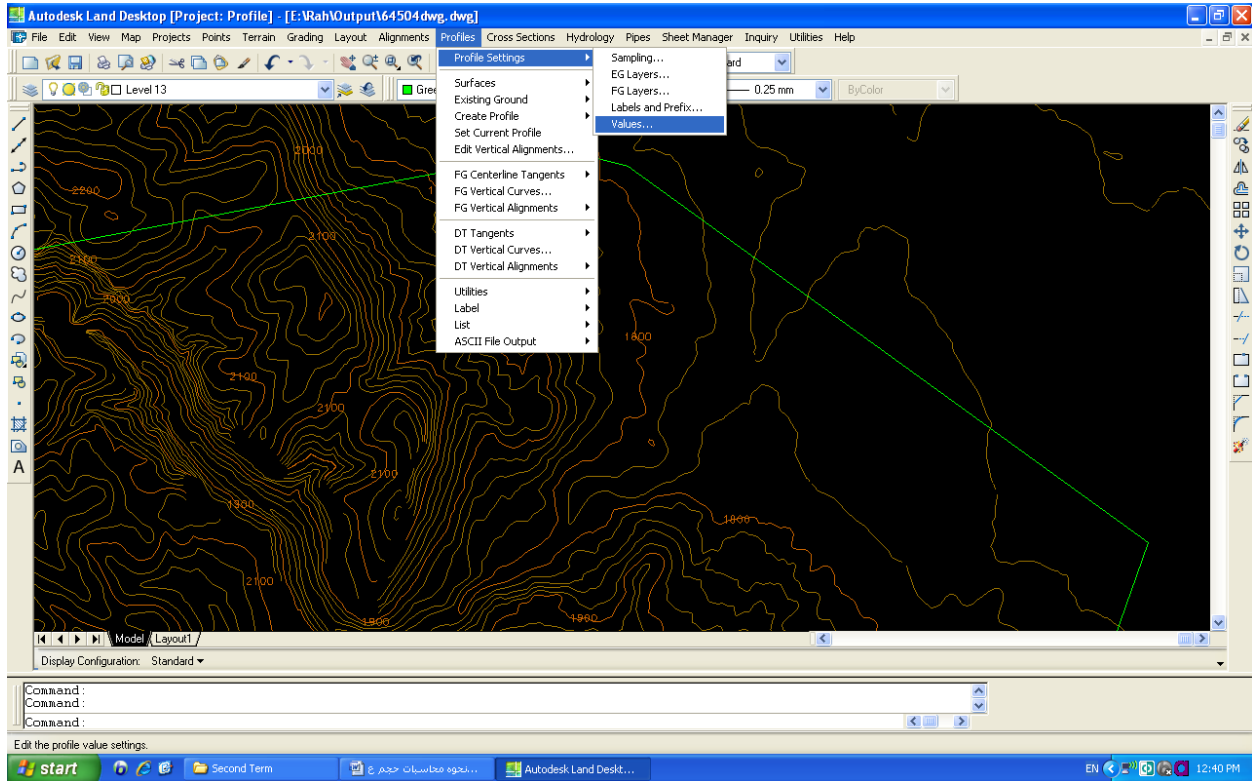 Autodesk Land Desktop [Project: Profile] - [E:\Rah\Output\64504dwg.dwg]
File Edit View Map Projects Points Terrain Grading Layout Alignments Profiles Cross Sections Hydrology Pipes Sheet Manager Inquiry Utilities Help
Level 13
0.25 mm
ByColor
Profile Settings
Surfaces
Existing Ground
Create Profile
Set Current Profile
Edit Vertical Alignments...
FG Centerline Tangents
FG Vertical Curves...
FG Vertical Alignments
DT Tangents
DT Vertical Curves...
DT Vertical Alignments
Utilities
Label
List
ASCII File Output
Sampling...
EG Layers...
FG Layers...
Labels and Prefix...
Values...
2000
2200
2100
2100
2000
1800
2100
2100
2100
1900
1800
2100
1900
1900
Model Layout1
Display Configuration: Standard
Command:
Command:
Command:
Edit the profile value settings.
start
Second Term
نحوه محاسبات حجم ع...
Autodesk Land Deskt...
EN
12:40 PM